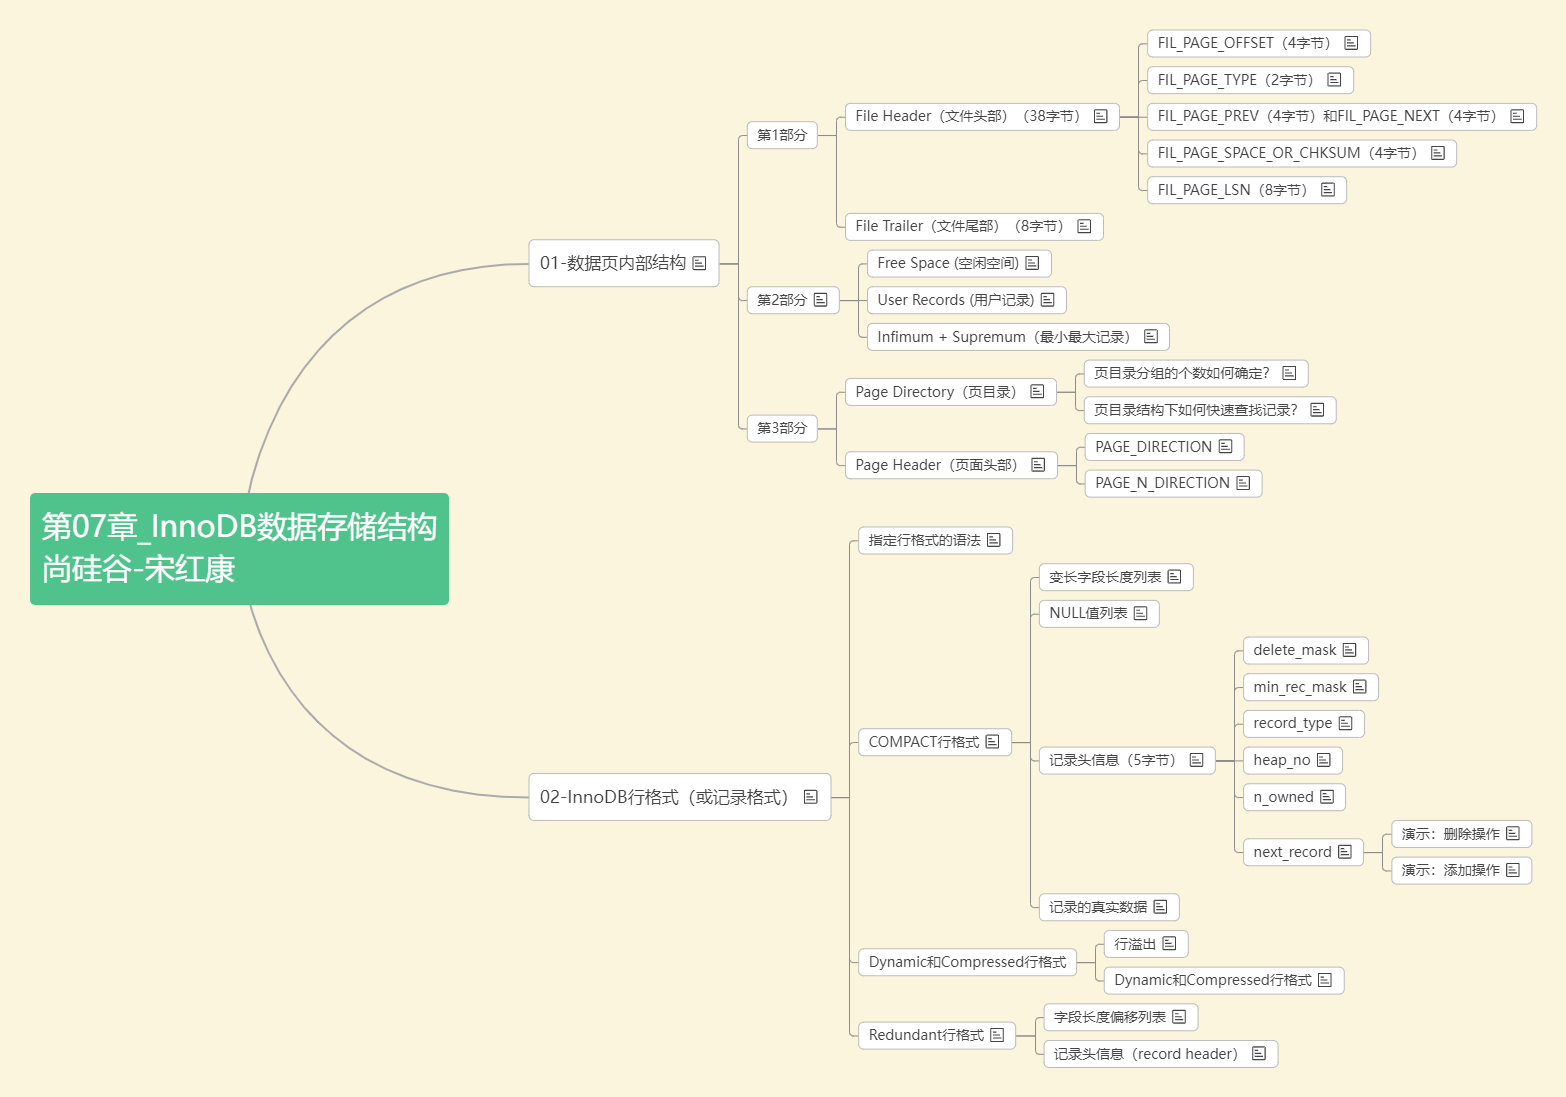 第07章_InnoDB数据存储结构
尚硅谷-宋红康
01-数据页内部结构
第1部分
File Header（文件头部）（38字节）
FIL_PAGE_OFFSET（4字节）
FIL_PAGE_TYPE（2字节）
FIL_PAGE_PREV（4字节）和FIL_PAGE_NEXT（4字节）
FIL_PAGE_SPACE_OR_CHKSUM（4字节）
FIL_PAGE_LSN（8字节）
File Trailer（文件尾部）（8字节）
第2部分
Free Space (空闲空间)
User Records (用户记录)
Infimum + Supremum（最小最大记录）
第3部分
Page Directory（页目录）
页目录分组的个数如何确定？
页目录结构下如何快速查找记录？
Page Header（页面头部）
PAGE_DIRECTION
PAGE_N_DIRECTION
02-InnoDB行格式（或记录格式）
指定行格式的语法
COMPACT行格式
变长字段长度列表
NULL值列表
记录头信息（5字节）
delete_mask
min_rec_mask
record_type
heap_no
n_owned
next_record
演示：删除操作
演示：添加操作
记录的真实数据
Dynamic和Compressed行格式
行溢出
Dynamic和Compressed行格式
Redundant行格式
字段长度偏移列表
记录头信息（record header）